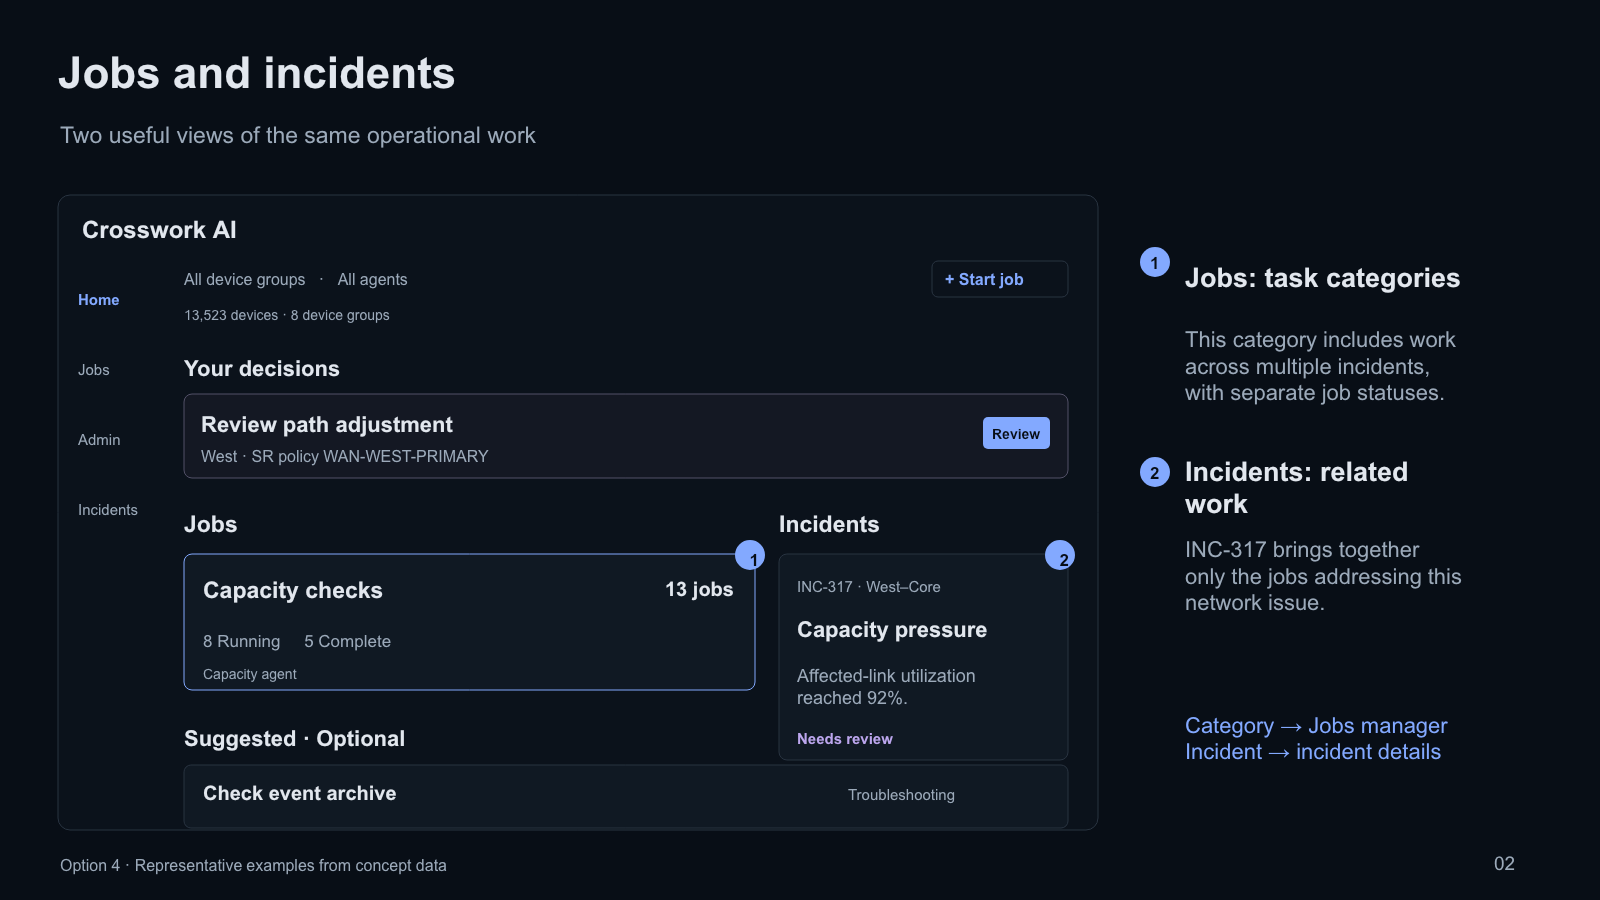 Jobs and incidents
Two useful views of the same operational work
Crosswork AI
All device groups · All agents
+ Start job
Home
13,523 devices · 8 device groups
Jobs
Your decisions
Review path adjustment
Review
Admin
West · SR policy WAN-WEST-PRIMARY
Incidents
Jobs
1
Capacity checks
13 jobs
8 Running 5 Complete
Capacity agent
Incidents
2
INC-317 · West–Core
Capacity pressure
Affected-link utilization
reached 92%.
Needs review
Suggested · Optional
Check event archive
Troubleshooting
1
Jobs: task categories
This category includes work
across multiple incidents,
with separate job statuses.
2
Incidents: related
work
INC-317 brings together
only the jobs addressing this
network issue.
Category → Jobs manager
Incident → incident details
Option 4 · Representative examples from concept data
02